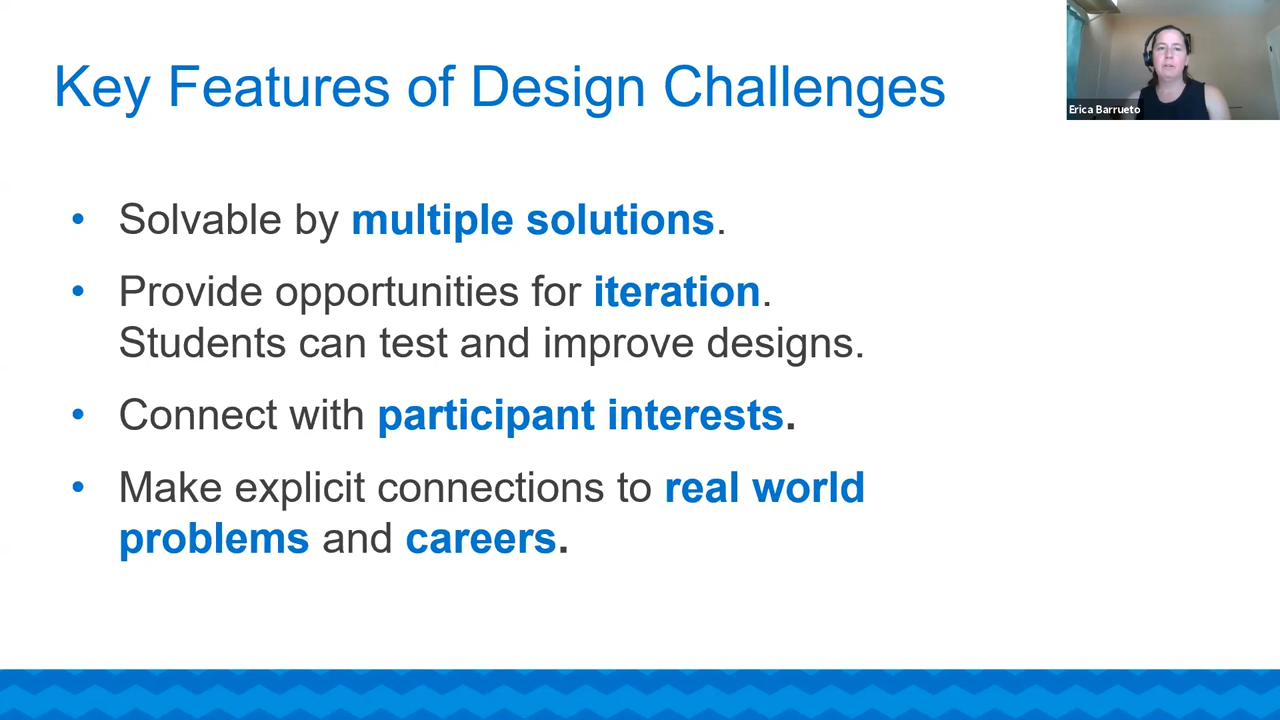 Key Features of Design Challenges
Erica Barrueto
• Solvable by multiple solutions.
• Provide opportunities for iteration.
Students can test and improve designs.
• Connect with participant interests.
• Make explicit connections to real world
problems and careers.